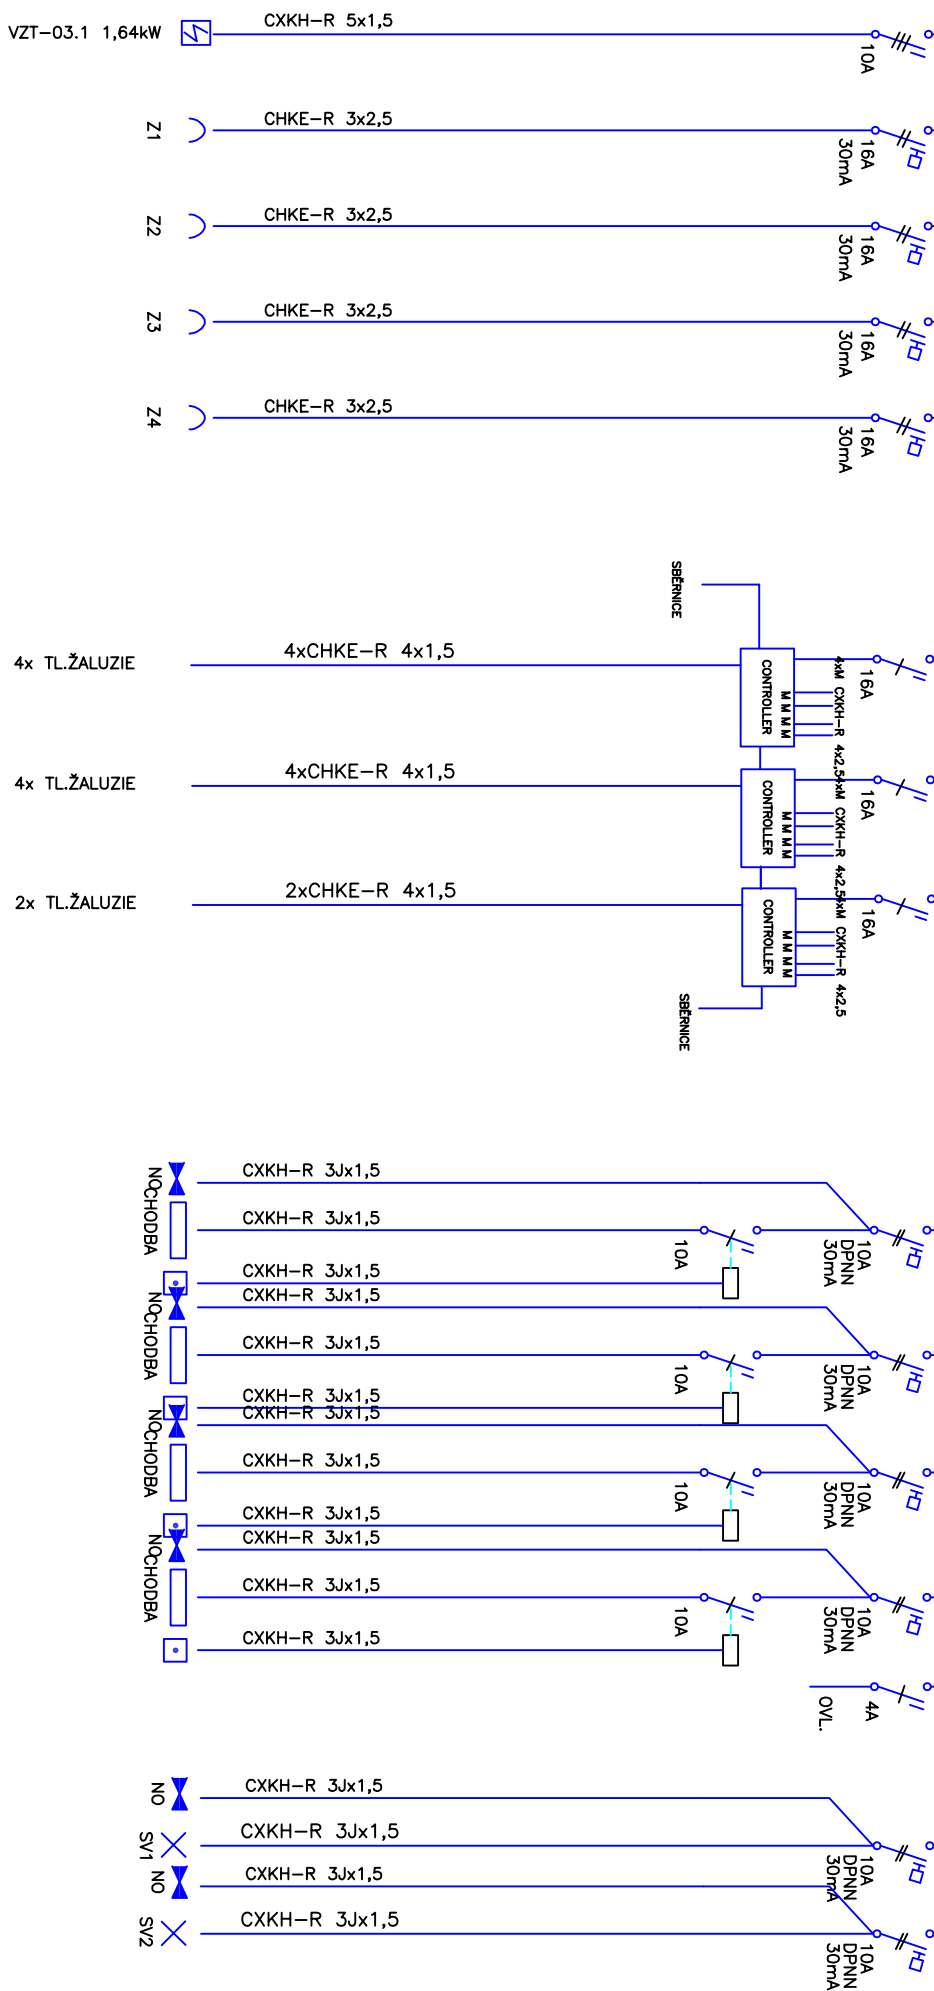 VZT-03.1 1,64kW
CXKH-R 5x1,5
10A
Z1
CHKE-R 3x2,5
16A
30mA
Z2
CHKE-R 3x2,5
16A
30mA
Z3
CHKE-R 3x2,5
16A
30mA
Z4
CHKE-R 3x2,5
16A
30mA
SBĚRNICE
4x TL.ŽALUZIE
4xCHKE-R 4x1,5
CONTROLLER
M M M M
4xM CXKH-R 4x2,5
16A
4x TL.ŽALUZIE
4xCHKE-R 4x1,5
CONTROLLER
M M M M
4xM CXKH-R 4x2,5
16A
2x TL.ŽALUZIE
2xCHKE-R 4x1,5
CONTROLLER
M M M M
4xM CXKH-R 4x2,5
16A
SBĚRNICE
NO
CXKH-R 3Jx1,5
CHODBA
CXKH-R 3Jx1,5
10A
10A
DPNN
30mA
CXKH-R 3Jx1,5
NO
CXKH-R 3Jx1,5
CHODBA
CXKH-R 3Jx1,5
10A
10A
DPNN
30mA
CXKH-R 3Jx1,5
NO
CXKH-R 3Jx1,5
CHODBA
CXKH-R 3Jx1,5
10A
10A
DPNN
30mA
CXKH-R 3Jx1,5
NO
CXKH-R 3Jx1,5
CHODBA
CXKH-R 3Jx1,5
10A
10A
DPNN
30mA
CXKH-R 3Jx1,5
OVL.
4A
NO
CXKH-R 3Jx1,5
SV1
CXKH-R 3Jx1,5
10A
DPNN
30mA
NO
CXKH-R 3Jx1,5
SV2
CXKH-R 3Jx1,5
10A
DPNN
30mA